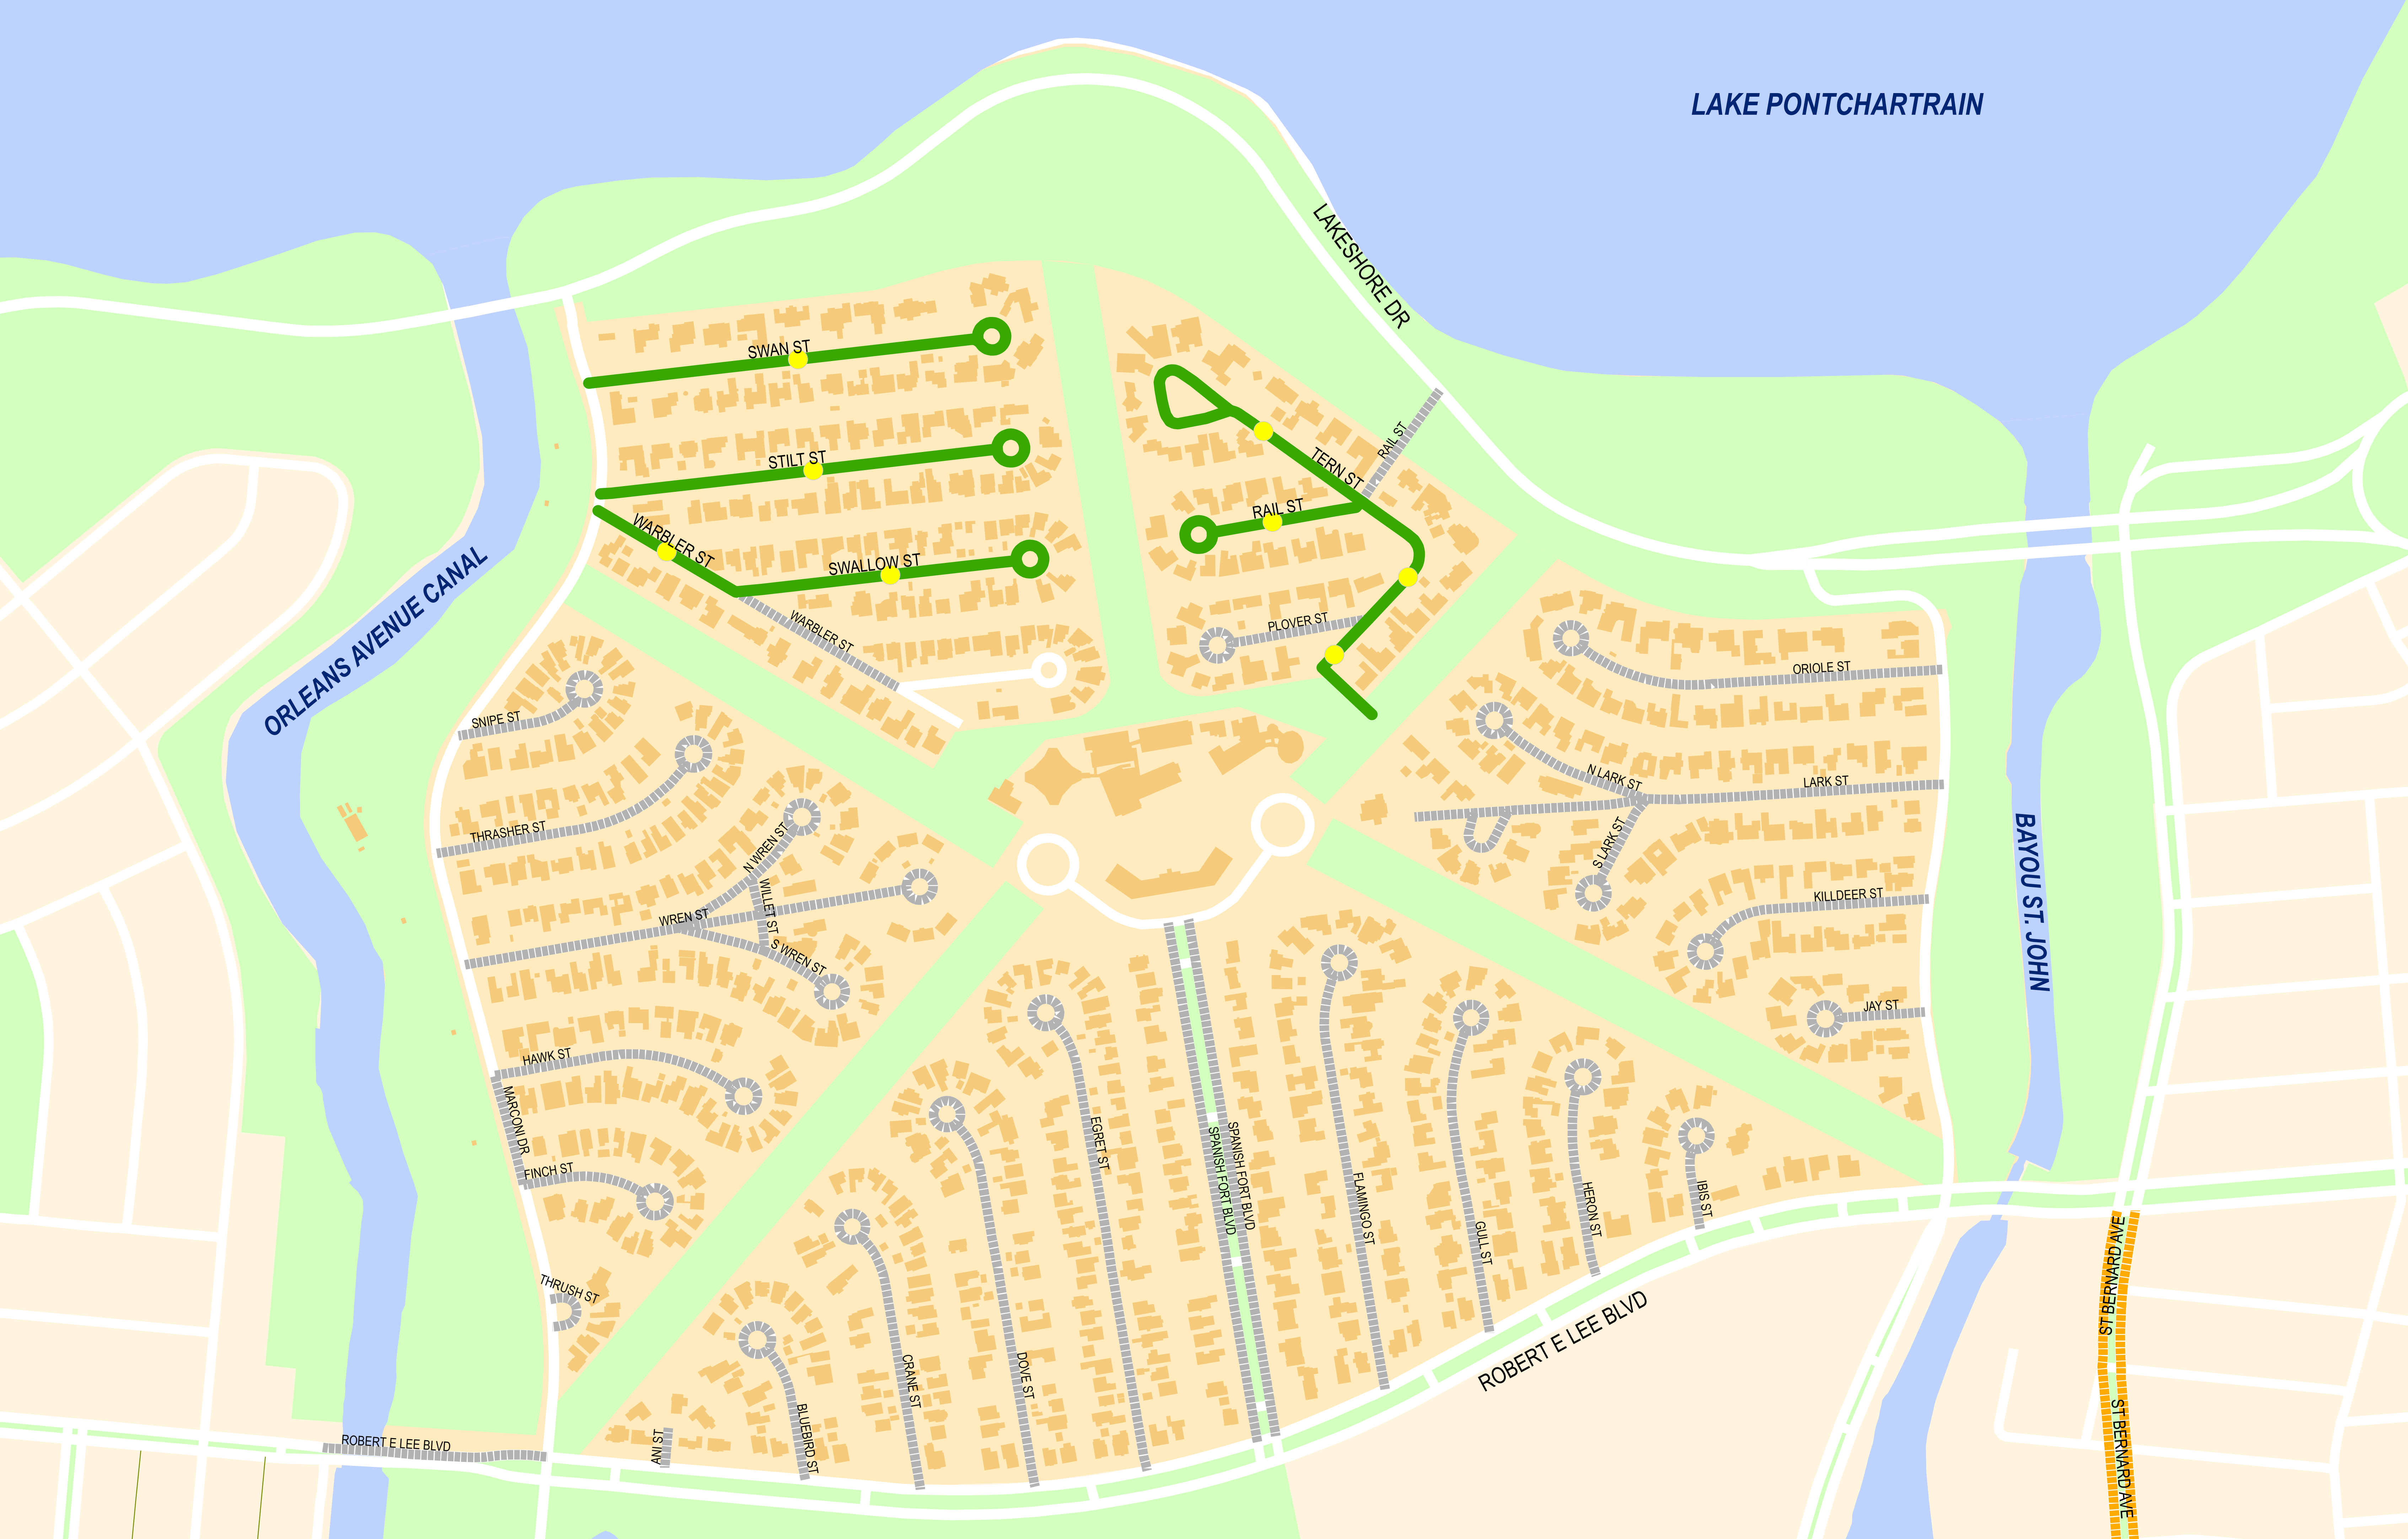 LAKE PONTCHARTRAIN
LAKESHORE DR
SWAN ST
STILT ST
WARBLER ST
SWALLOW ST
WARBLER ST
TERN ST
RAIL ST
RAIL ST
PLOVER ST
ORLEANS AVENUE CANAL
SNIPE ST
THRASHER ST
N WREN ST
WILLET ST
WREN ST
S WREN ST
HAWK ST
MARCONI DR
FINCH ST
THRUSH ST
ORIOLE ST
N LARK ST
LARK ST
S LARK ST
KILLDEER ST
JAY ST
BAYOU ST. JOHN
EGRET ST
SPANISH FORT BLVD
SPANISH FORT BLVD
FLAMINGO ST
GULL ST
HERON ST
IBIS ST
DOVE ST
CRANE ST
BLUEBIRD ST
ANI ST
ROBERT E LEE BLVD
ROBERT E LEE BLVD
ST BERNARD AVE
ST BERNARD AVE